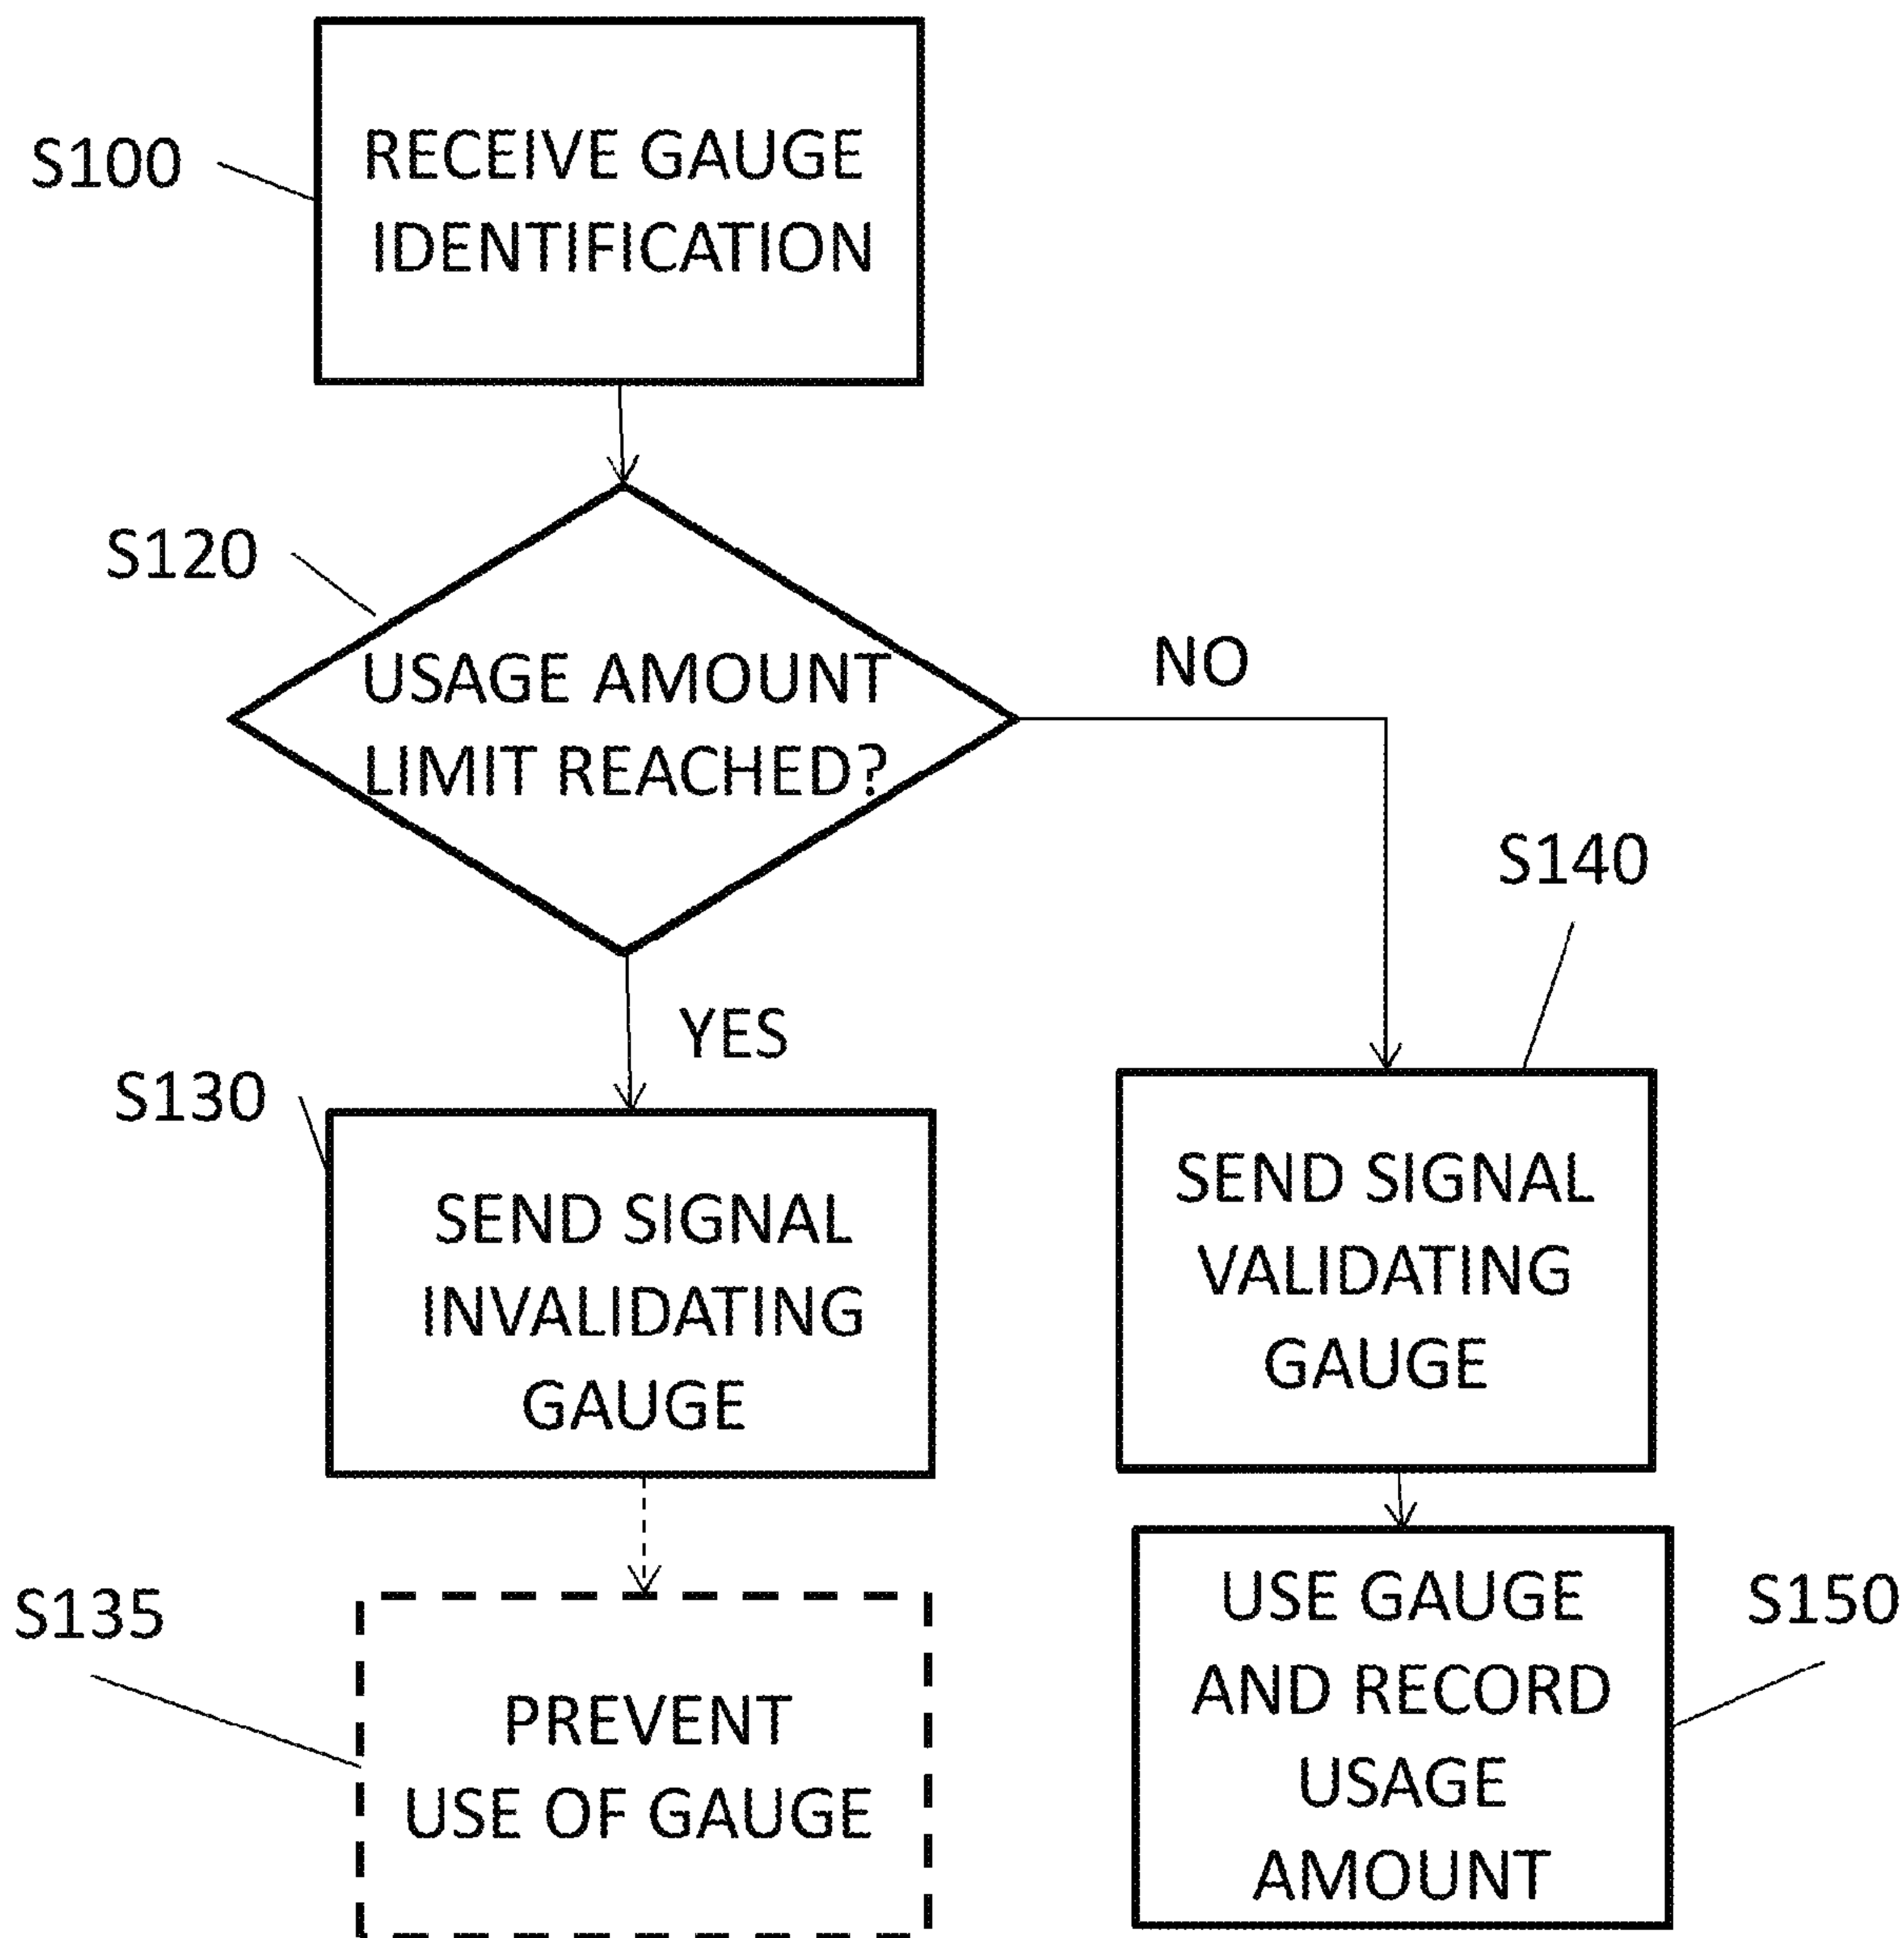 S100
RECEIVE GAUGE
IDENTIFICATION
S120
USAGE AMOUNT
LIMIT REACHED?
NO
YES
S130
SEND SIGNAL
INVALIDATING
GAUGE
S140
SEND SIGNAL
VALIDATING
GAUGE
S135
PREVENT
USE OF GAUGE
S150
USE GAUGE
AND RECORD
USAGE
AMOUNT